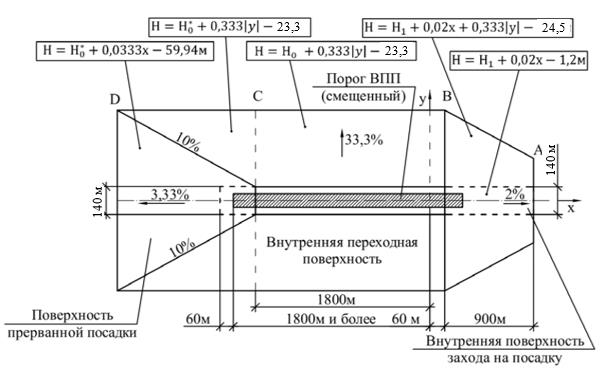 H = H₀* + 0,333|y| − 23,3
H = H₁ + 0,02x + 0,333|y| − 24,5
H = H₀* + 0,0333x − 59,94м
H = H₀ + 0,333|y| − 23,3
H = H₁ + 0,02x − 1,2м
Порог ВПП
(смещенный)
y
D
C
B
A
10%
33,3%
140 м
140 м
3,33%
2%
x
10%
Внутренняя переходная
поверхность
1800м
60м
1800м и более
60 м
900м
Поверхность
прерванной посадки
Внутренняя поверхность
захода на посадку